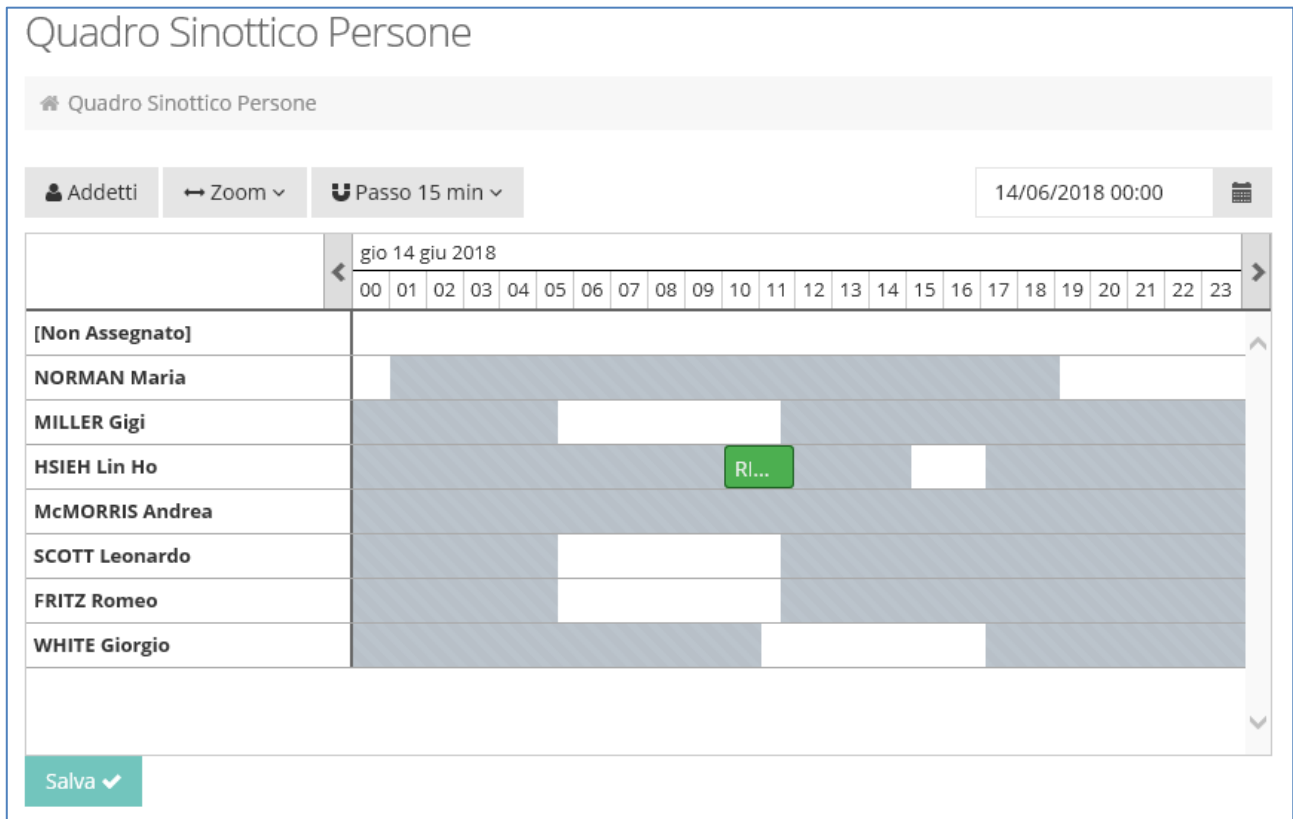 Quadro Sinottico Persone
Quadro Sinottico Persone
Addetti Zoom Passo 15 min 14/06/2018 00:00
gio 14 giu 2018
00 01 02 03 04 05 06 07 08 09 10 11 12 13 14 15 16 17 18 19 20 21 22 23
[Non Assegnato]
NORMAN Maria
MILLER Gigi
HSIEH Lin Ho RI...
McMORRIS Andrea
SCOTT Leonardo
FRITZ Romeo
WHITE Giorgio
Salva